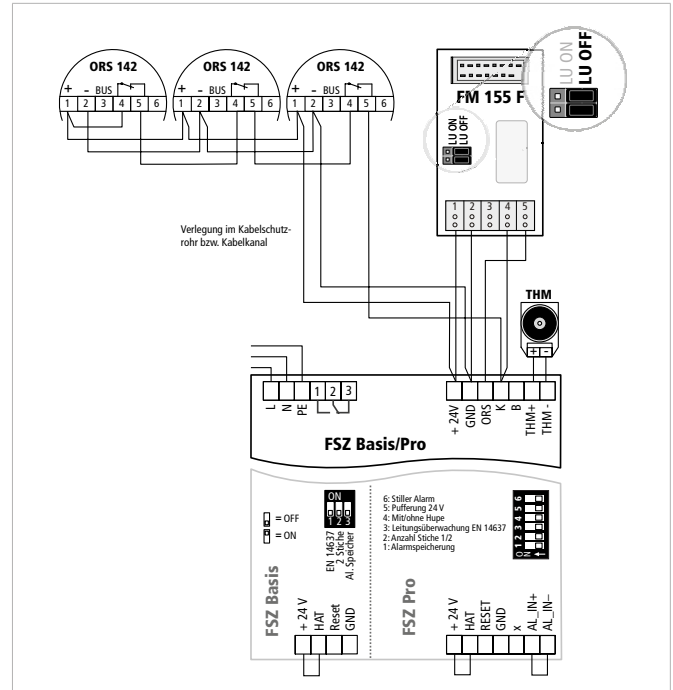 ORS 142
ORS 142
ORS 142
+ - BUS
+ - BUS
+ - BUS
1 2 3 4 5 6
1 2 3 4 5 6
1 2 3 4 5 6
LU ON
LU OFF
FM 155 F
LU ON
LU OFF
1 2 3 4 5
Verlegung im Kabelschutz-
rohr bzw. Kabelkanal
THM
+ -
L
N
PE
1 2 3
+ 24V
GND
ORS
K
B
THM+
THM -
FSZ Basis/Pro
FSZ Basis
= OFF
= ON
ON
1 2 3
EN 14637
2 Stiche
Al. Speicher
+ 24 V
HAT
Reset
GND
FSZ Pro
6: Stiller Alarm
5: Pufferung 24 V
4: Mit/ohne Hupe
3: Leitungsüberwachung EN 14637
2: Anzahl Stiche 1/2
1: Alarmspeicherung
ON
1 2 3 4 5 6
+ 24 V
HAT
RESET
GND
x
AL_IN+
AL_IN–